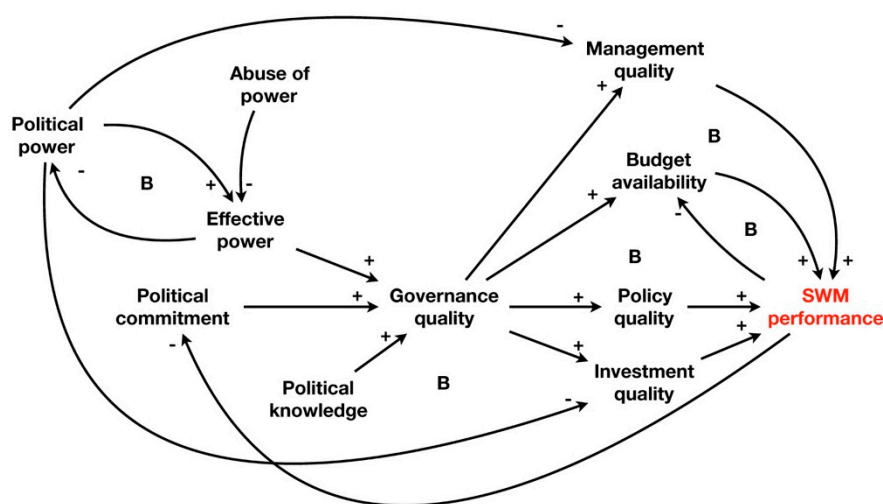 Management
quality
Abuse of
power
Political
power
B
B
Budget
availability
Effective
power
B
B
Political
commitment
Governance
quality
Policy
quality
SWM
performance
Political
knowledge
B
Investment
quality
-
+
-
+
-
+
+
-
+
+
+
+
+
-
+
+
+
+
+
-